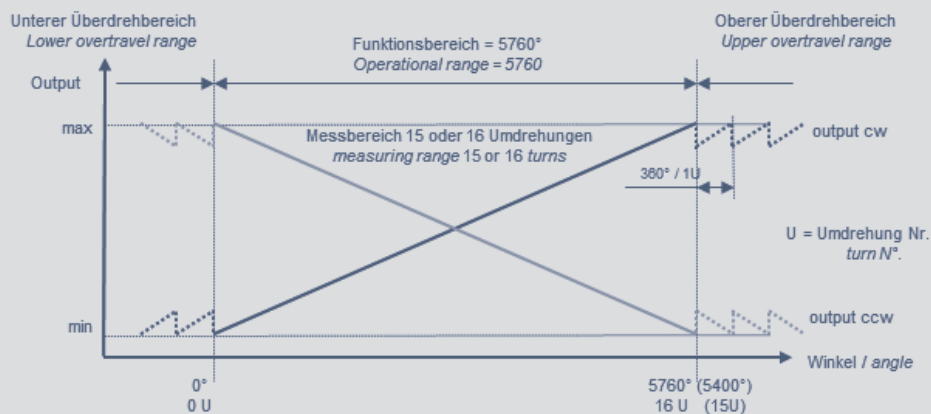 Unterer Überdrehbereich
Lower overtravel range
Funktionsbereich = 5760°
Operational range = 5760
Oberer Überdrehbereich
Upper overtravel range
Output
max
Messbereich 15 oder 16 Umdrehungen
measuring range 15 or 16 turns
output cw
360° / 1U
U = Umdrehung Nr.
turn N°.
min
output ccw
Winkel / angle
0°
0 U
5760° (5400°)
16 U (15U)